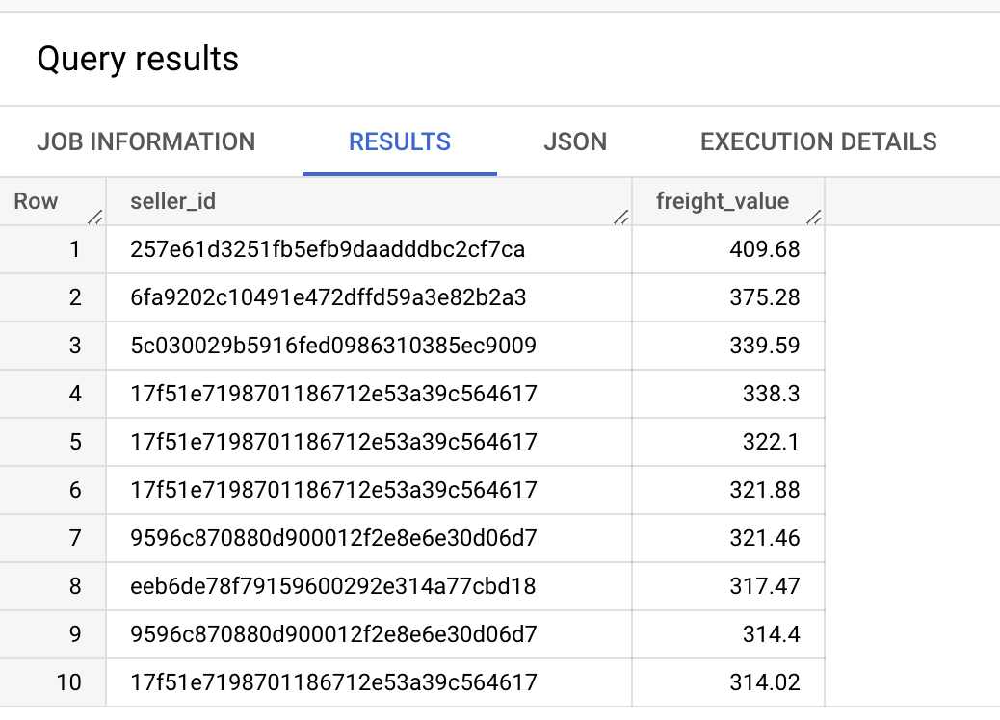 Query results
JOB INFORMATION RESULTS JSON EXECUTION DETAILS
Row seller_id freight_value
1 257e61d3251fb5efb9daadddbc2cf7ca 409.68
2 6fa9202c10491e472dffd59a3e82b2a3 375.28
3 5c030029b5916fed0986310385ec9009 339.59
4 17f51e7198701186712e53a39c564617 338.3
5 17f51e7198701186712e53a39c564617 322.1
6 17f51e7198701186712e53a39c564617 321.88
7 9596c870880d900012f2e8e6e30d06d7 321.46
8 eeb6de78f79159600292e314a77cbd18 317.47
9 9596c870880d900012f2e8e6e30d06d7 314.4
10 17f51e7198701186712e53a39c564617 314.02